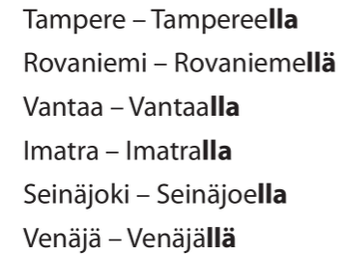 Tampere – Tampereella
Rovaniemi – Rovaniemellä
Vantaa – Vantaalla
Imatra – Imatralla
Seinäjoki – Seinäjoella
Venäjä – Venäjällä